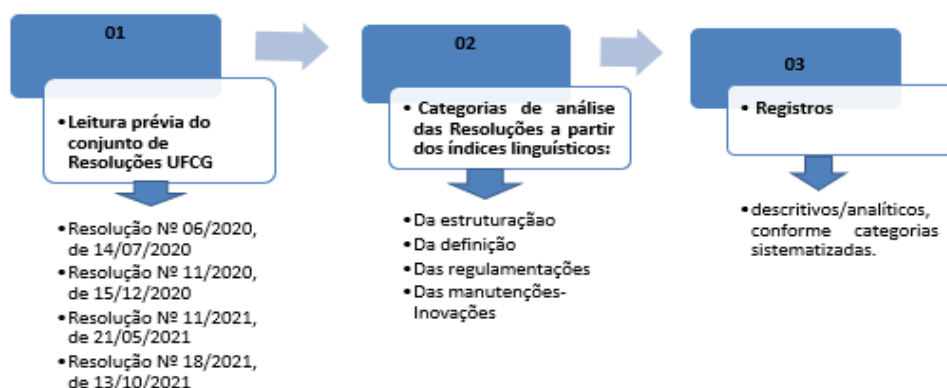 01
• Leitura prévia do
conjunto de
Resoluções UFCG
• Resolução Nº 06/2020,
de 14/07/2020
• Resolução Nº 11/2020,
de 15/12/2020
• Resolução Nº 11/2021,
de 21/05/2021
• Resolução Nº 18/2021,
de 13/10/2021
02
• Categorias de análise
das Resoluções a partir
dos índices linguísticos:
• Da estruturaçãao
• Da definição
• Das regulamentações
• Das manutenções-
Inovações
03
• Registros
• descritivos/analíticos,
conforme categorias
sistematizadas.